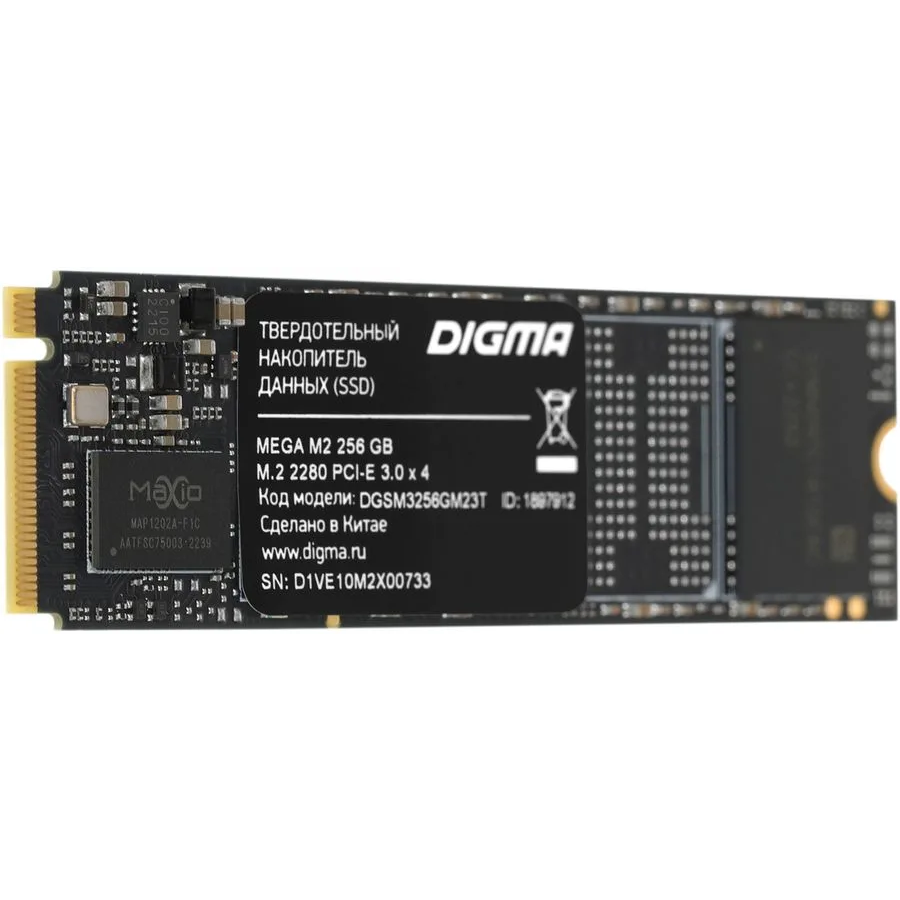 C100
2215
ТВЕРДОТЕЛЬНЫЙ
НАКОПИТЕЛЬ
ДАННЫХ (SSD)
DIGMA
MEGA M2 256 GB
M.2 2280 PCI-E 3.0 x 4
Код модели: DGSM3256GM23T ID: 1897912
Сделано в Китае
www.digma.ru
SN: D1VE10M2X00733
Maxio
MAP1202A-F1C
AATFSC75003-2239